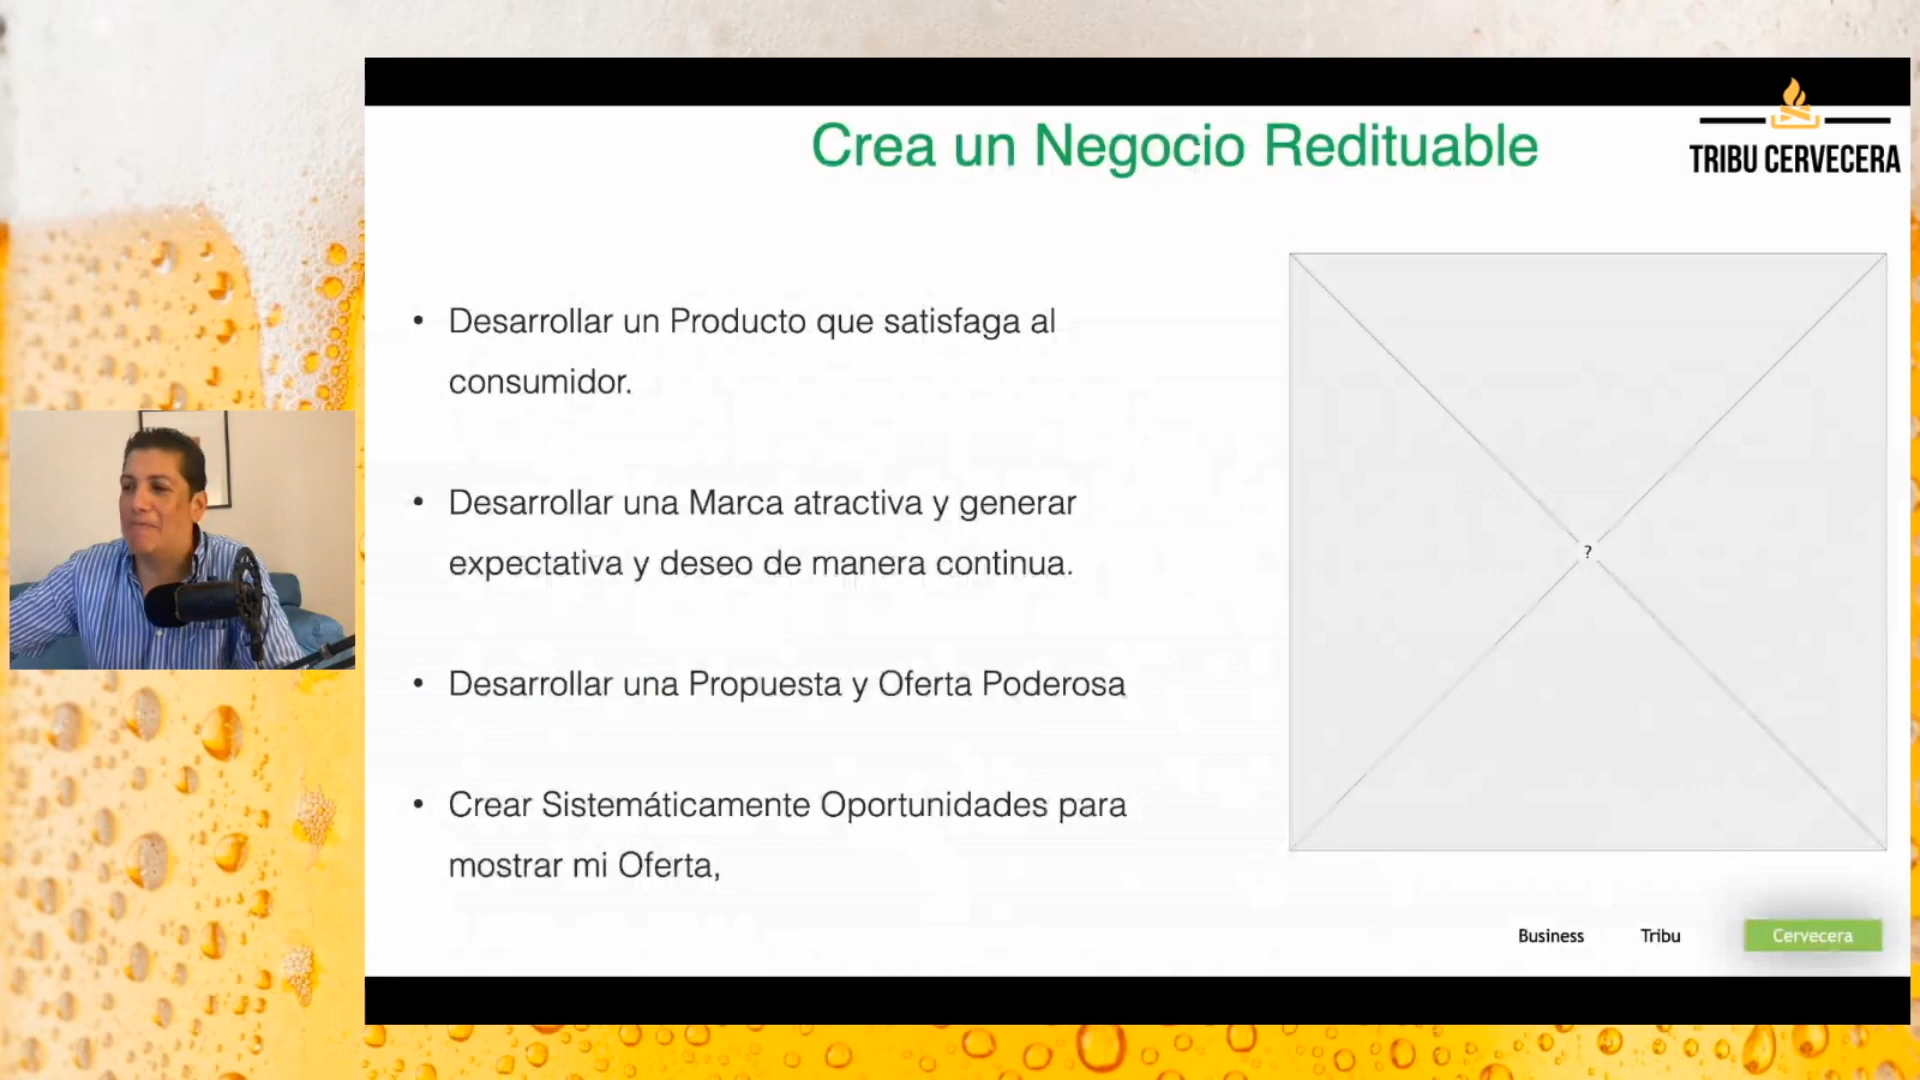 Crea un Negocio Redituable
TRIBU CERVECERA
• Desarrollar un Producto que satisfaga al
consumidor.
• Desarrollar una Marca atractiva y generar
expectativa y deseo de manera continua.
• Desarrollar una Propuesta y Oferta Poderosa
• Crear Sistemáticamente Oportunidades para
mostrar mi Oferta,
?
Business Tribu Cervecera